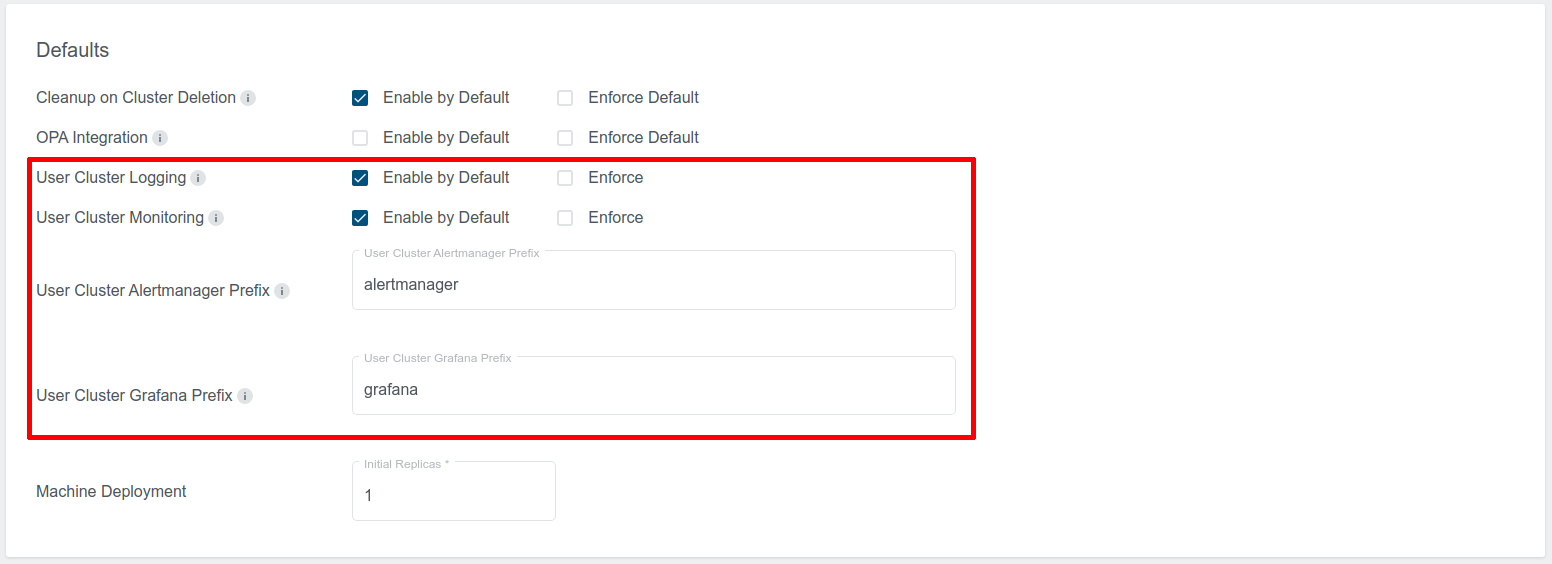 Defaults
Cleanup on Cluster Deletion i Enable by Default Enforce Default
OPA Integration i Enable by Default Enforce Default
User Cluster Logging i Enable by Default Enforce
User Cluster Monitoring i Enable by Default Enforce
User Cluster Alertmanager Prefix
User Cluster Alertmanager Prefix i alertmanager
User Cluster Grafana Prefix
User Cluster Grafana Prefix i grafana
Initial Replicas *
Machine Deployment 1